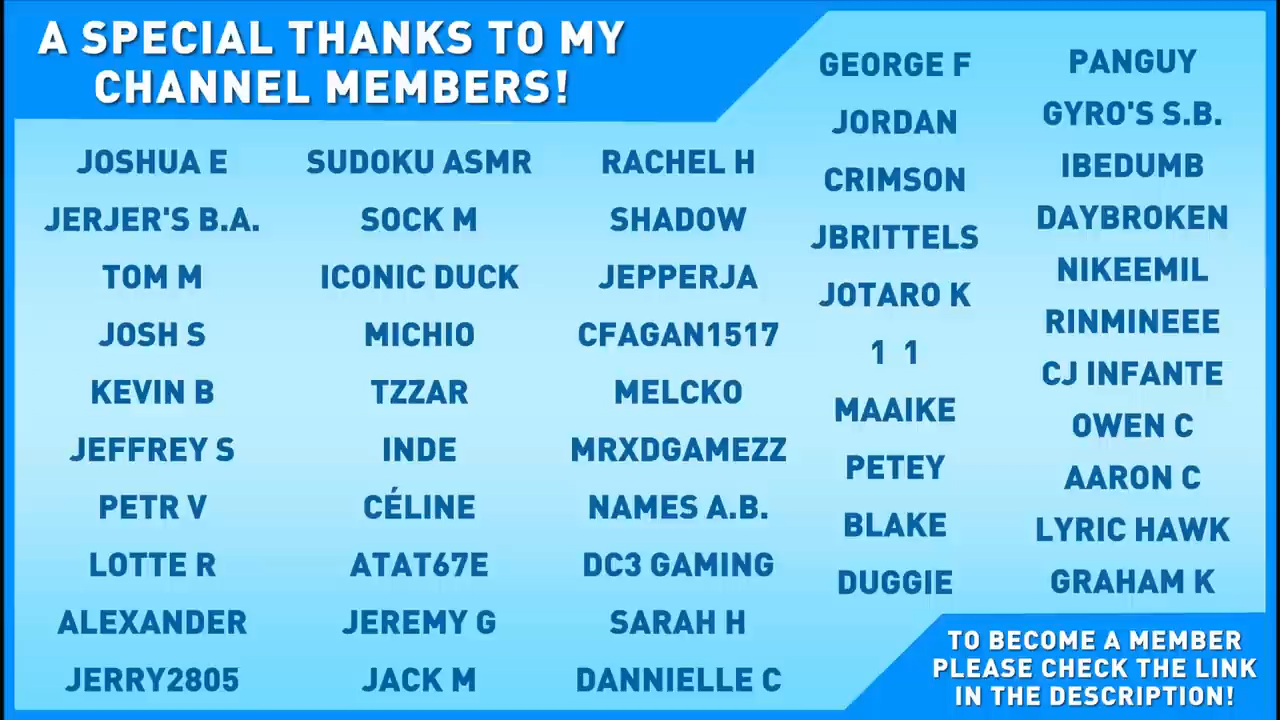 A SPECIAL THANKS TO MY
CHANNEL MEMBERS!
JOSHUA E
JERJER'S B.A.
TOM M
JOSH S
KEVIN B
JEFFREY S
PETR V
LOTTE R
ALEXANDER
JERRY2805
SUDOKU ASMR
SOCK M
ICONIC DUCK
MICHIO
TZZAR
INDE
CÉLINE
ATAT67E
JEREMY G
JACK M
RACHEL H
SHADOW
JEPPERJA
CFAGAN1517
MELCKO
MRXDGAMEZZ
NAMES A.B.
DC3 GAMING
SARAH H
DANNIELLE C
GEORGE F
JORDAN
CRIMSON
JBRITTELS
JOTARO K
1 1
MAAIKE
PETEY
BLAKE
DUGGIE
PANGUY
GYRO'S S.B.
IBEDUMB
DAYBROKEN
NIKEEMIL
RINMINEEE
CJ INFANTE
OWEN C
AARON C
LYRIC HAWK
GRAHAM K
TO BECOME A MEMBER
PLEASE CHECK THE LINK
IN THE DESCRIPTION!